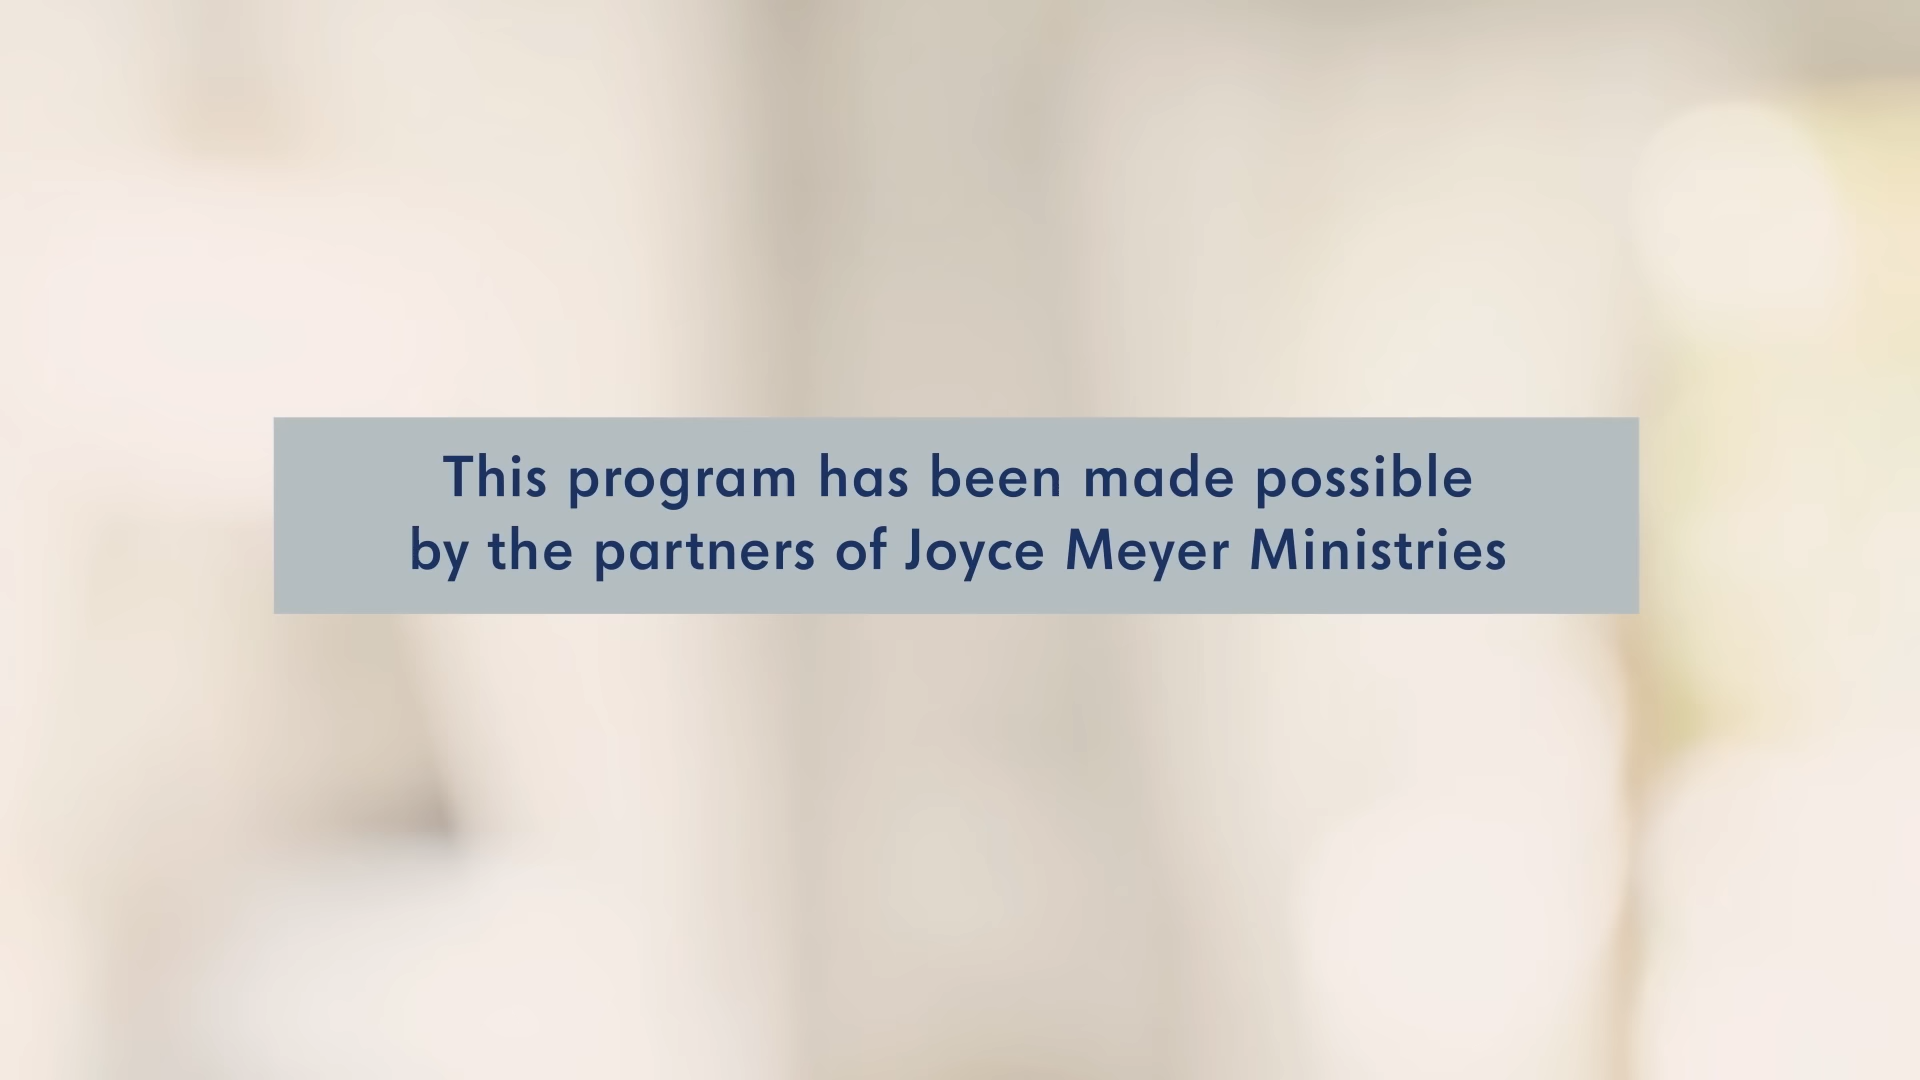 This program has been made possible
by the partners of Joyce Meyer Ministries